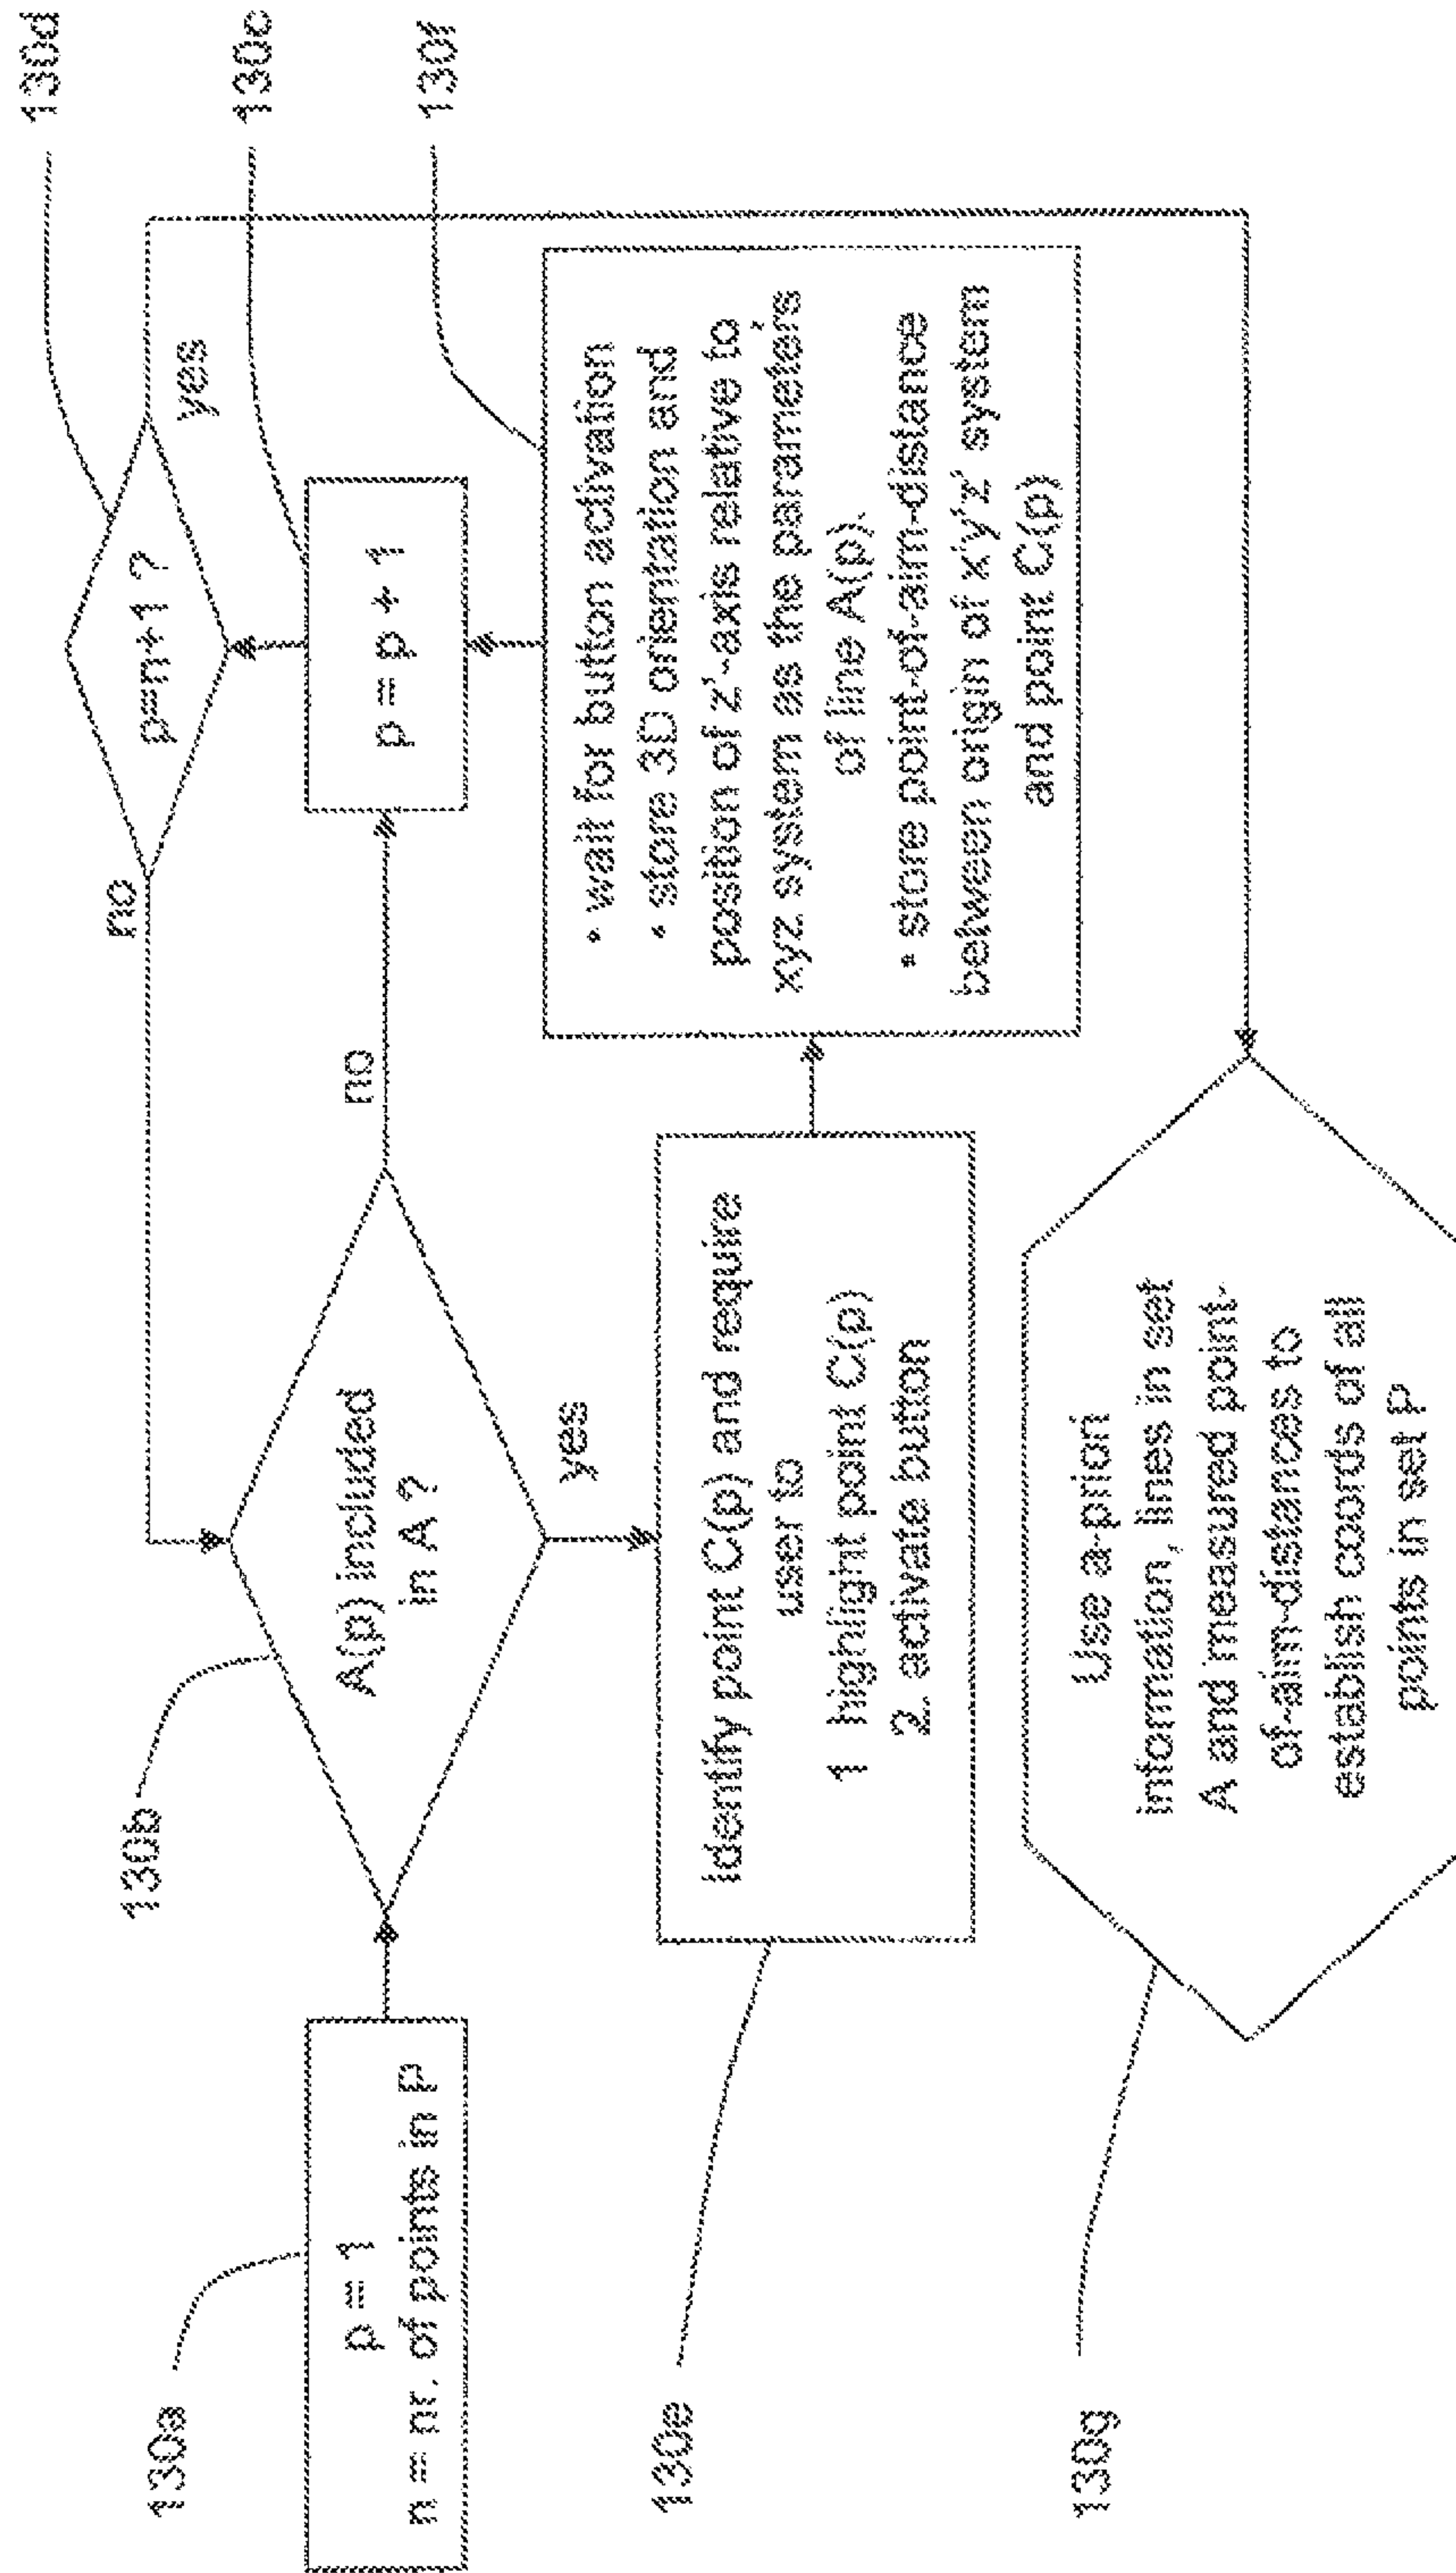 130a
p = 1
n = nr. of points in P
130b
A(p) included
in A ?
no
yes
130c
p = p + 1
130d
p=n+1 ?
no
yes
130e
Identify point C(p) and require
user to
1 highlight point C(p)
2. activate button
130f
• wait for button activation
• store 3D orientation and
position of z'-axis relative to
xyz system as the parameters
of line A(p).
• store point-of-aim-distance
between origin of x'y'z' system
and point C(p)
130g
Use a-priori
information, lines in set
A and measured point-
of-aim-distances to
establish coords of all
points in set P